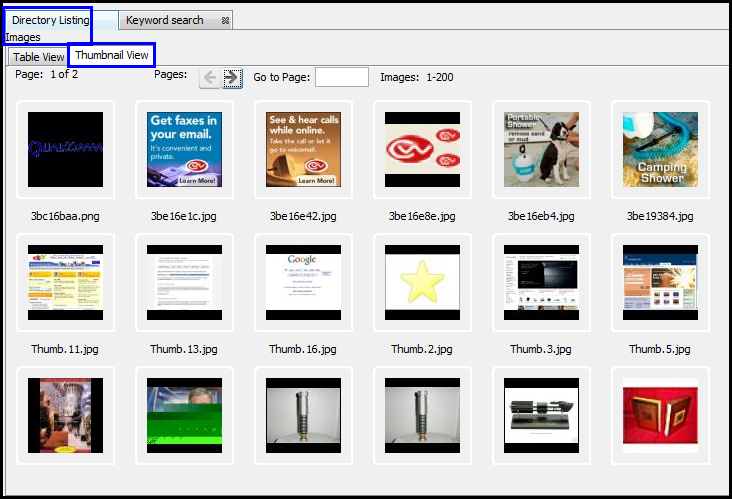 Directory Listing Keyword search
Images
Table View Thumbnail View
Page: 1 of 2 Pages: Go to Page: Images: 1-200
QUALCOMM
Get faxes in
your email.
It's convenient and
private.
Learn More!
See & hear calls
while online.
Take the call or let it
go to voicemail.
Learn More!
Portable
Shower
remove sand
or mud
Camping
Shower
3bc16baa.png 3be16e1c.jpg 3be16e42.jpg 3be16e8e.jpg 3be16eb4.jpg 3be19384.jpg
ebY
Google
Thumb.11.jpg Thumb.13.jpg Thumb.16.jpg Thumb.2.jpg Thumb.3.jpg Thumb.5.jpg